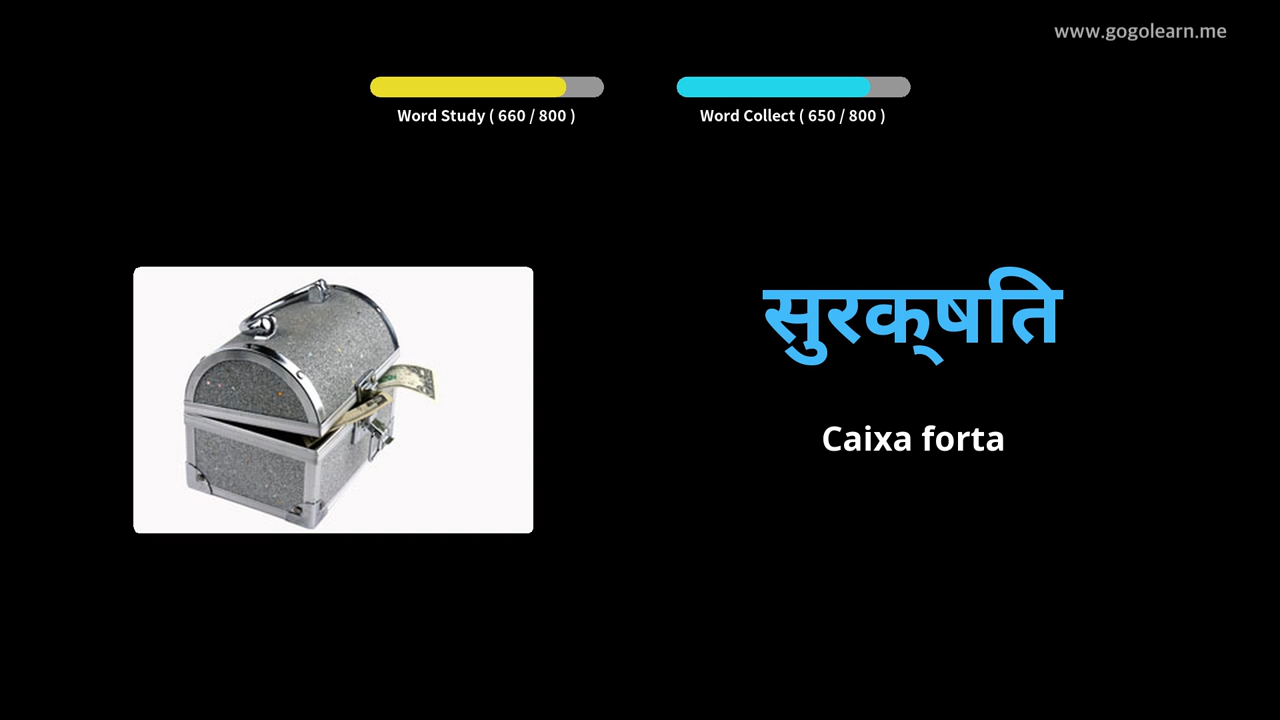 www.gogolearn.me
Word Study ( 660 / 800 )
Word Collect ( 650 / 800 )
सुरक्‌षति
Caixa forta